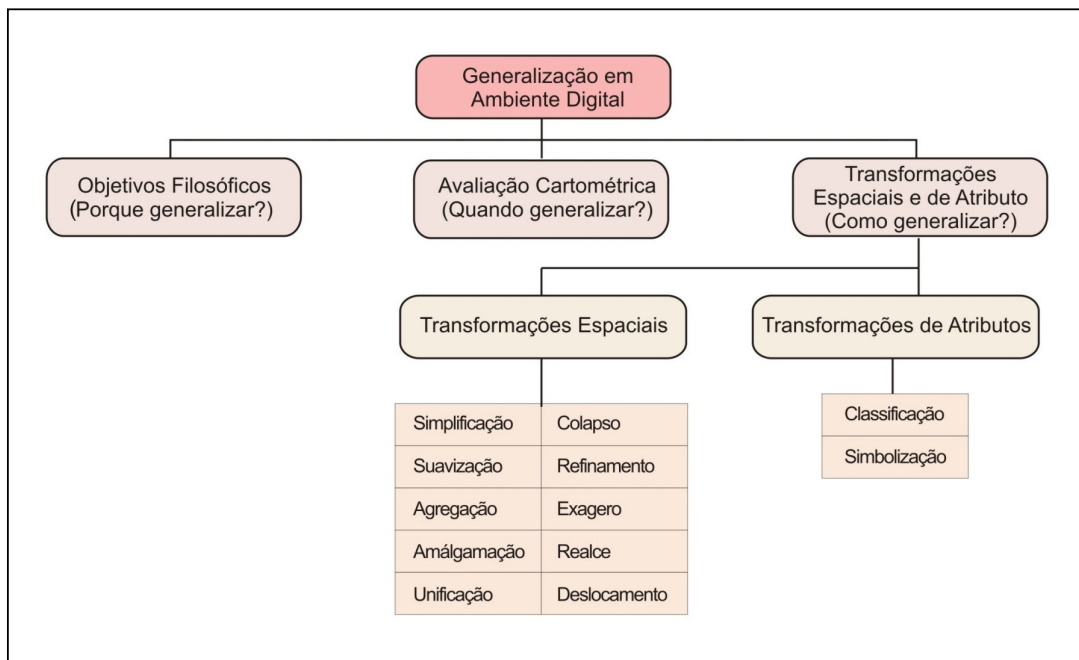 Generalização em
Ambiente Digital
Objetivos Filosóficos
(Porque generalizar?)
Avaliação Cartométrica
(Quando generalizar?)
Transformações
Espaciais e de Atributo
(Como generalizar?)
Transformações Espaciais
Transformações de Atributos
Simplificação Colapso
Suavização Refinamento
Agregação Exagero
Amálgamação Realce
Unificação Deslocamento
Classificação
Simbolização